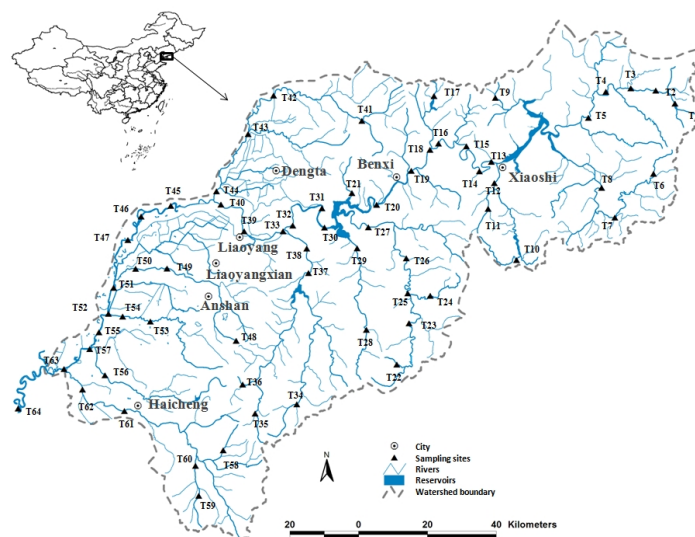 T17
T9
T4
T3
T2
T42
T41
T5
T43
T16
T15
T18
T13
Benxi
Dengta
T19
T14
Xiaoshi
T8
T6
T21
T12
T44
T45
T40
T31
T20
T46
T39
T32
T11
T7
T33
T30
T27
T47
Liaoyang
T38
T29
T10
T50
T49
Liaoyangxian
T37
T26
T51
Anshan
T25
T24
T52
T54
T55
T53
T23
T48
T28
T57
T63
T56
T36
T22
T62
Haicheng
T34
T64
T61
T35
T60
T58
T59
N
City
Sampling sites
Rivers
Reservoirs
Watershed boundary
20 0 20 40 Kilometers